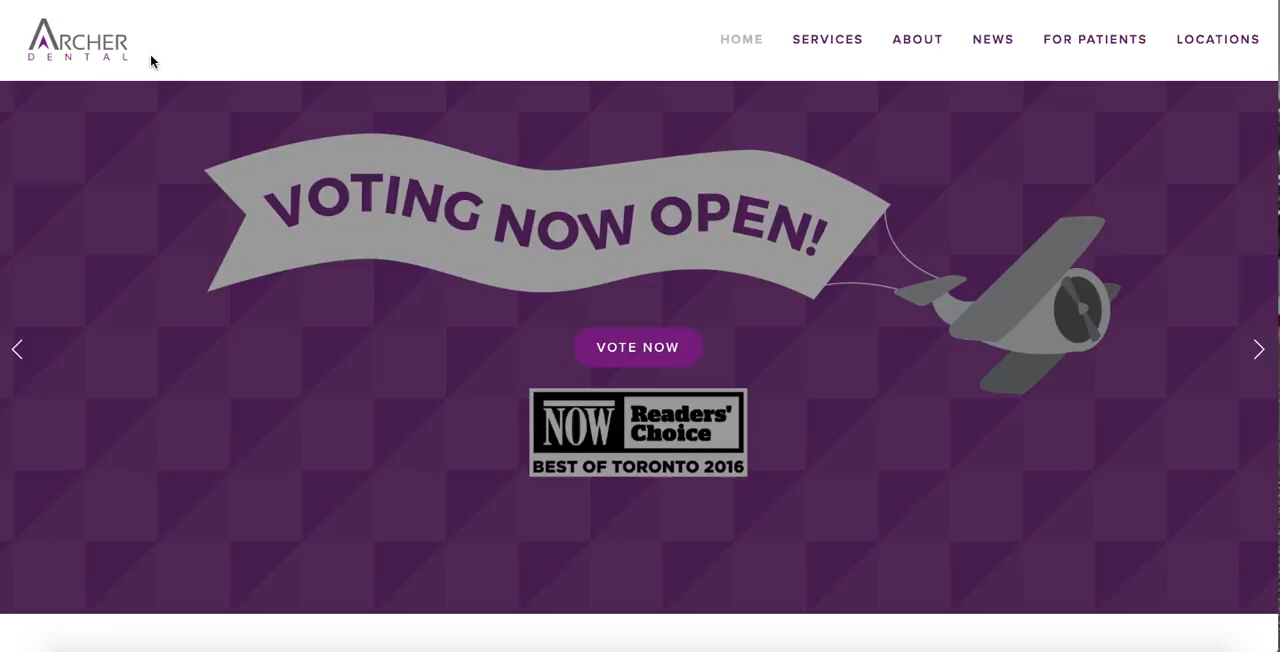 ARCHER
DENTAL
HOME
SERVICES
ABOUT
NEWS
FOR PATIENTS
LOCATIONS
VOTING NOW OPEN!
VOTE NOW
NOW
Readers'
Choice
BEST OF TORONTO 2016